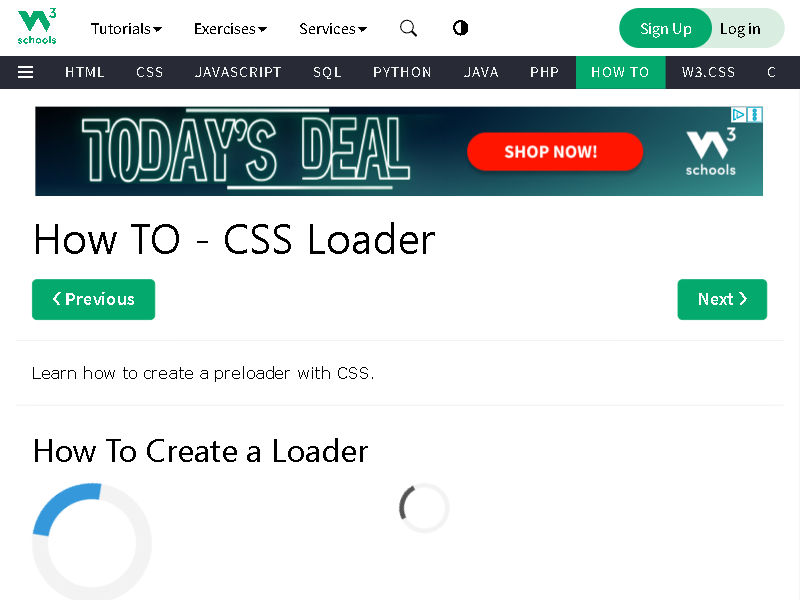 3
schools
Tutorials Exercises Services Sign Up Log in
HTML CSS JAVASCRIPT SQL PYTHON JAVA PHP HOW TO W3.CSS C
TODAY'S DEAL SHOP NOW! 3
schools
How TO - CSS Loader
❮ Previous Next ❯
Learn how to create a preloader with CSS.
How To Create a Loader